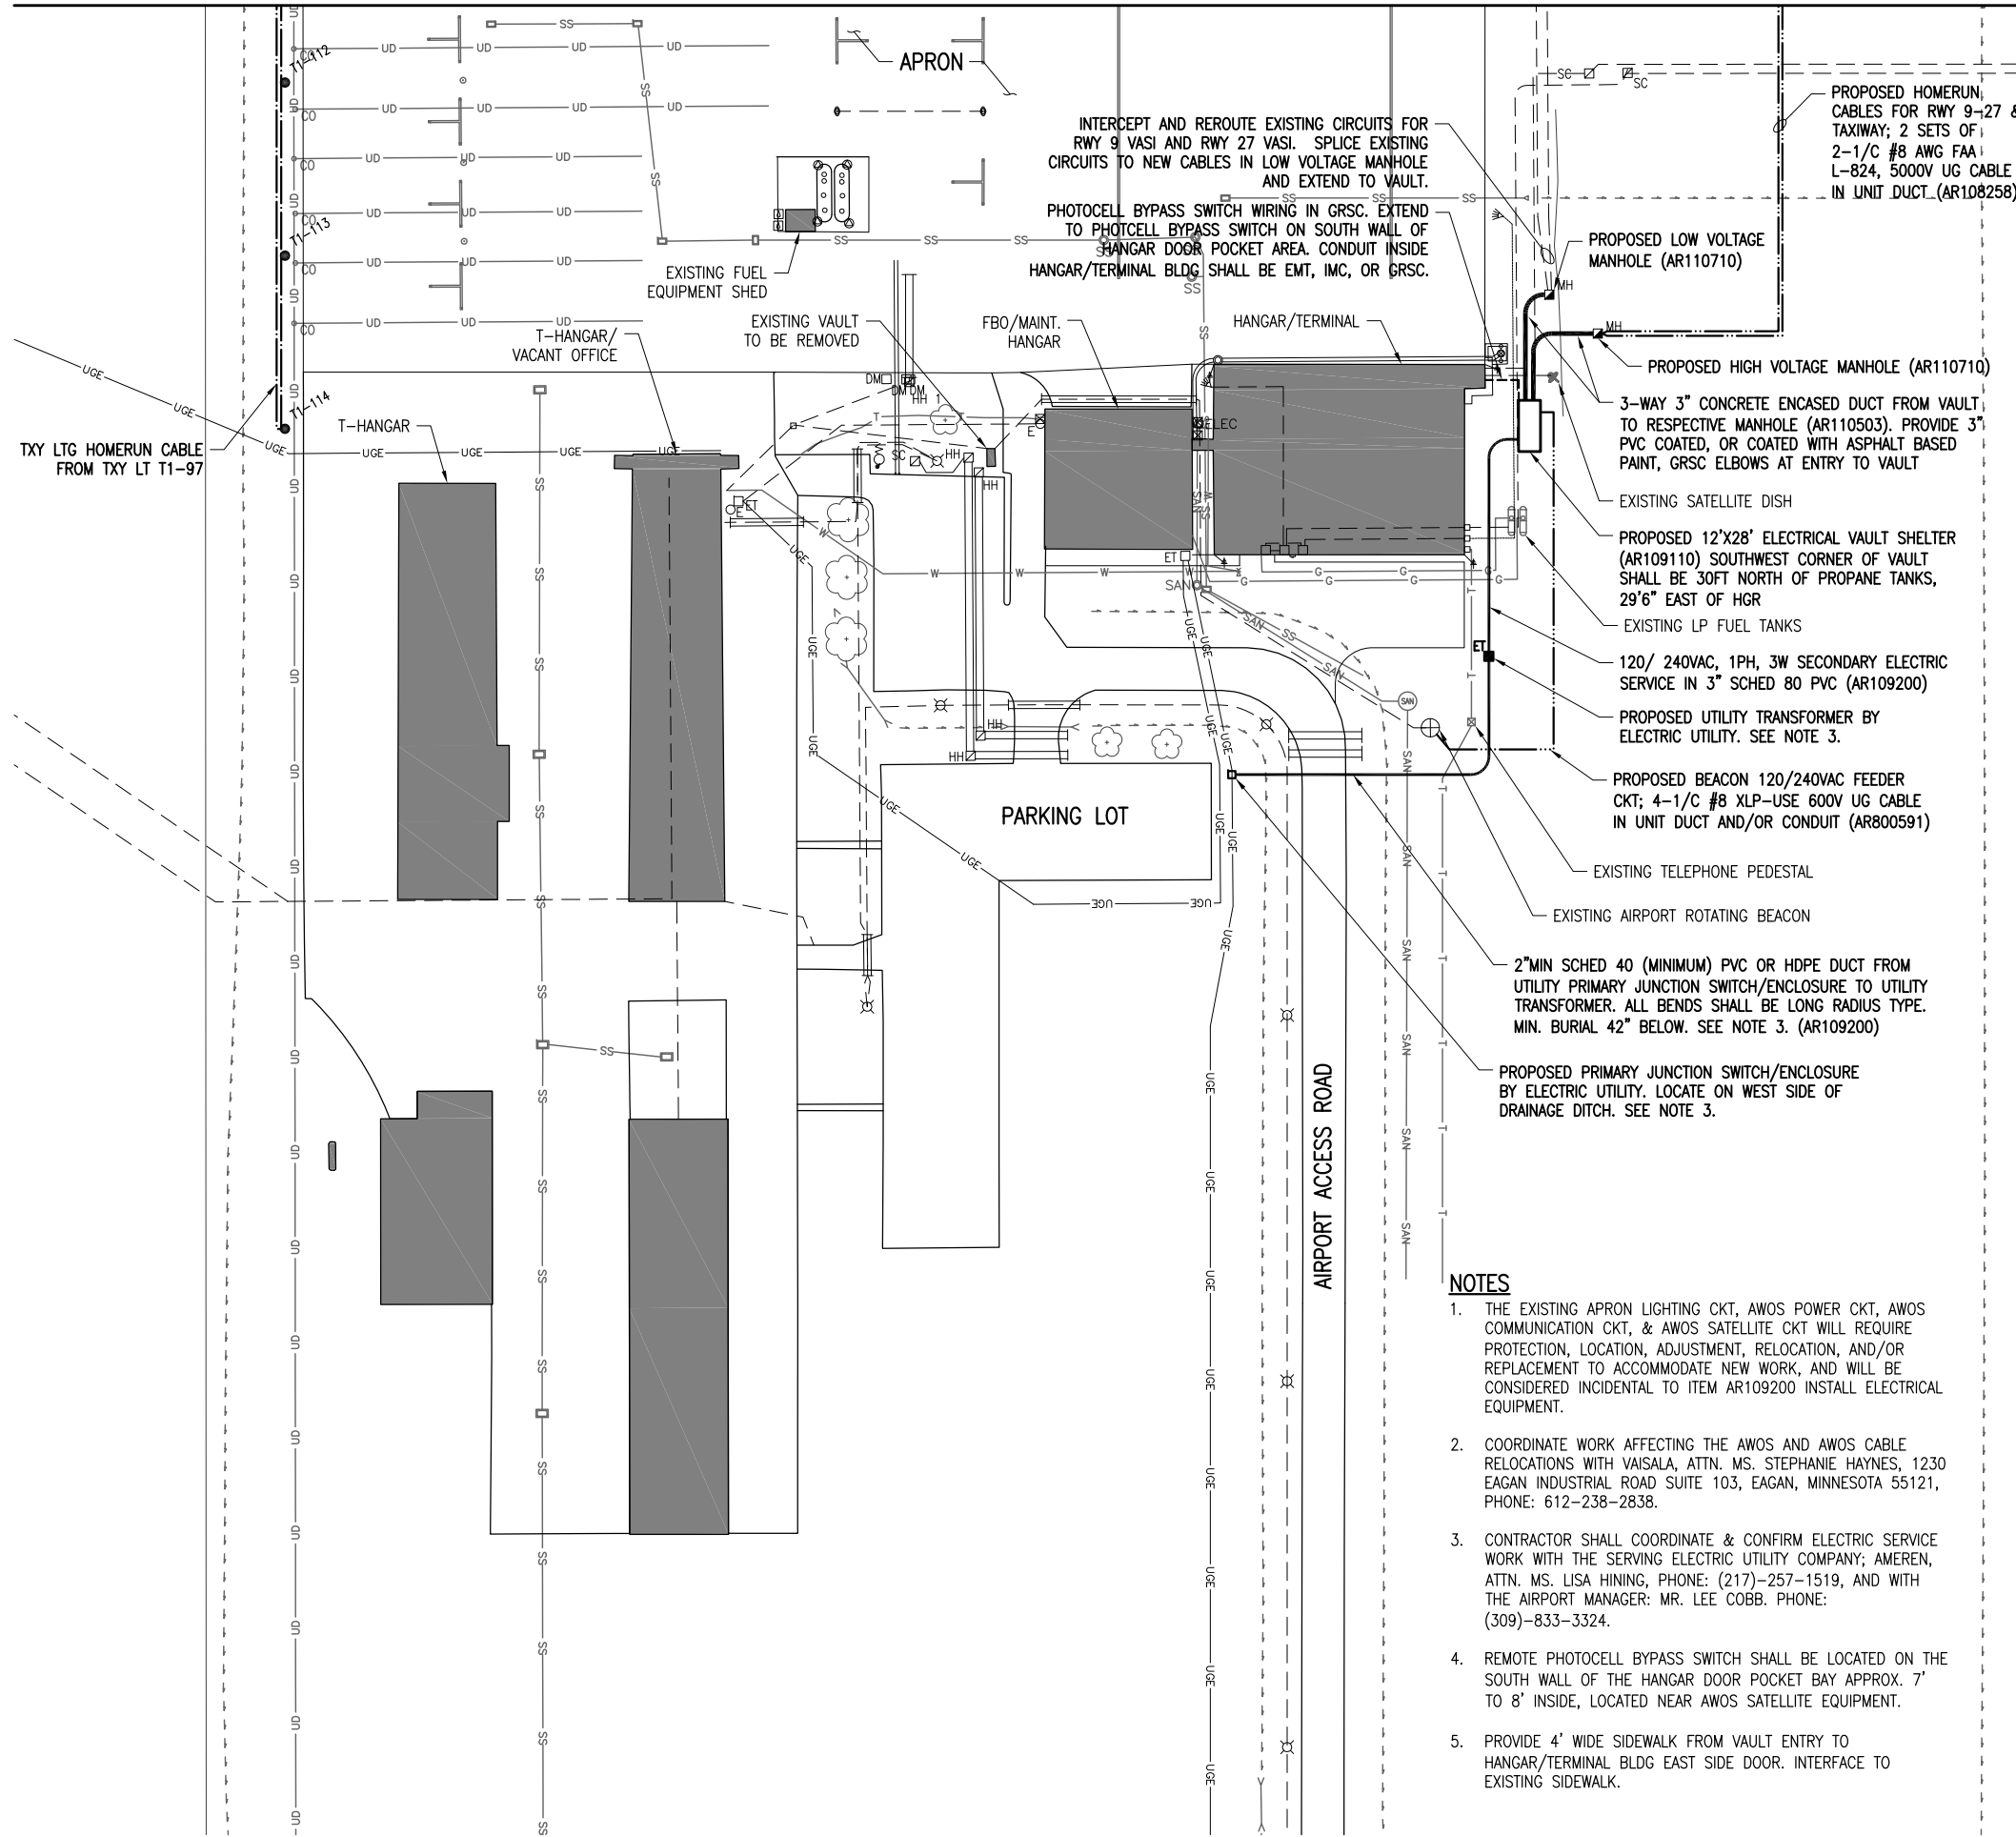 APRON
T1-112
T1-113
T1-114
INTERCEPT AND REROUTE EXISTING CIRCUITS FOR
RWY 9 VASI AND RWY 27 VASI.  SPLICE EXISTING
CIRCUITS TO NEW CABLES IN LOW VOLTAGE MANHOLE
AND EXTEND TO VAULT.
PHOTOCELL BYPASS SWITCH WIRING IN GRSC. EXTEND
TO PHOTCELL BYPASS SWITCH ON SOUTH WALL OF
HANGAR DOOR POCKET AREA. CONDUIT INSIDE
HANGAR/TERMINAL BLDG SHALL BE EMT, IMC, OR GRSC.
PROPOSED HOMERUN
CABLES FOR RWY 9-27 &
TAXIWAY; 2 SETS OF
2-1/C #8 AWG FAA
L-824, 5000V UG CABLE
IN UNIT DUCT (AR108258)
PROPOSED LOW VOLTAGE
MANHOLE (AR110710)
EXISTING FUEL
EQUIPMENT SHED
T-HANGAR/
VACANT OFFICE
EXISTING VAULT
TO BE REMOVED
FBO/MAINT.
HANGAR
HANGAR/TERMINAL
MH
MH
PROPOSED HIGH VOLTAGE MANHOLE (AR110710)
3-WAY 3" CONCRETE ENCASED DUCT FROM VAULT
TO RESPECTIVE MANHOLE (AR110503). PROVIDE 3"
PVC COATED, OR COATED WITH ASPHALT BASED
PAINT, GRSC ELBOWS AT ENTRY TO VAULT
TXY LTG HOMERUN CABLE
FROM TXY LT T1-97
T-HANGAR
EXISTING SATELLITE DISH
PROPOSED 12'X28' ELECTRICAL VAULT SHELTER
(AR109110) SOUTHWEST CORNER OF VAULT
SHALL BE 30FT NORTH OF PROPANE TANKS,
29'6" EAST OF HGR
EXISTING LP FUEL TANKS
120/ 240VAC, 1PH, 3W SECONDARY ELECTRIC
SERVICE IN 3" SCHED 80 PVC (AR109200)
PROPOSED UTILITY TRANSFORMER BY
ELECTRIC UTILITY. SEE NOTE 3.
PROPOSED BEACON 120/240VAC FEEDER
CKT; 4-1/C #8 XLP-USE 600V UG CABLE
IN UNIT DUCT AND/OR CONDUIT (AR800591)
PARKING LOT
EXISTING TELEPHONE PEDESTAL
EXISTING AIRPORT ROTATING BEACON
2"MIN SCHED 40 (MINIMUM) PVC OR HDPE DUCT FROM
UTILITY PRIMARY JUNCTION SWITCH/ENCLOSURE TO UTILITY
TRANSFORMER. ALL BENDS SHALL BE LONG RADIUS TYPE.
MIN. BURIAL 42" BELOW. SEE NOTE 3. (AR109200)
PROPOSED PRIMARY JUNCTION SWITCH/ENCLOSURE
BY ELECTRIC UTILITY. LOCATE ON WEST SIDE OF
DRAINAGE DITCH. SEE NOTE 3.
AIRPORT ACCESS ROAD
NOTES
1. THE EXISTING APRON LIGHTING CKT, AWOS POWER CKT, AWOS
COMMUNICATION CKT, & AWOS SATELLITE CKT WILL REQUIRE
PROTECTION, LOCATION, ADJUSTMENT, RELOCATION, AND/OR
REPLACEMENT TO ACCOMMODATE NEW WORK, AND WILL BE
CONSIDERED INCIDENTAL TO ITEM AR109200 INSTALL ELECTRICAL
EQUIPMENT.
2. COORDINATE WORK AFFECTING THE AWOS AND AWOS CABLE
RELOCATIONS WITH VAISALA, ATTN. MS. STEPHANIE HAYNES, 1230
EAGAN INDUSTRIAL ROAD SUITE 103, EAGAN, MINNESOTA 55121,
PHONE: 612-238-2838.
3. CONTRACTOR SHALL COORDINATE & CONFIRM ELECTRIC SERVICE
WORK WITH THE SERVING ELECTRIC UTILITY COMPANY; AMEREN,
ATTN. MS. LISA HINING, PHONE: (217)-257-1519, AND WITH
THE AIRPORT MANAGER: MR. LEE COBB. PHONE:
(309)-833-3324.
4. REMOTE PHOTOCELL BYPASS SWITCH SHALL BE LOCATED ON THE
SOUTH WALL OF THE HANGAR DOOR POCKET BAY APPROX. 7'
TO 8' INSIDE, LOCATED NEAR AWOS SATELLITE EQUIPMENT.
5. PROVIDE 4' WIDE SIDEWALK FROM VAULT ENTRY TO
HANGAR/TERMINAL BLDG EAST SIDE DOOR. INTERFACE TO
EXISTING SIDEWALK.